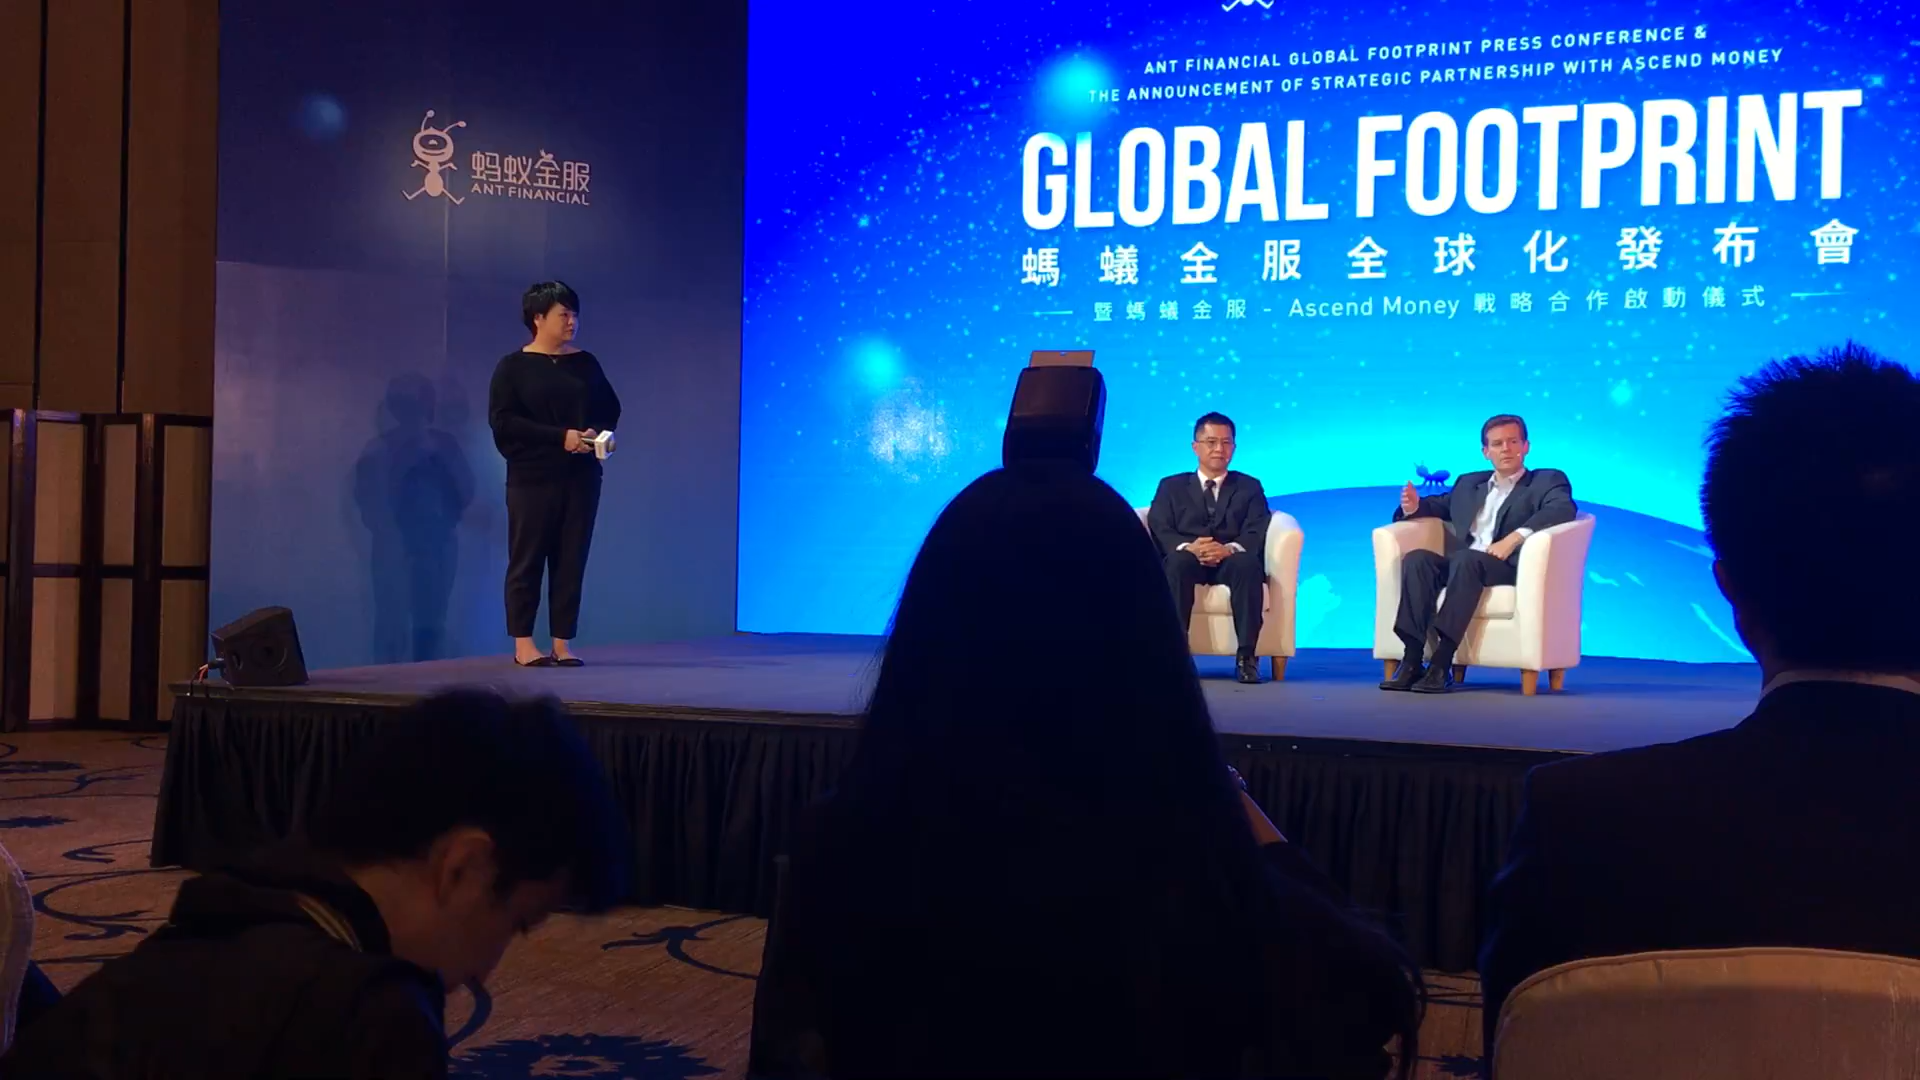 蚂蚁金服
ANT FINANCIAL
ANT FINANCIAL GLOBAL FOOTPRINT PRESS CONFERENCE &
THE ANNOUNCEMENT OF STRATEGIC PARTNERSHIP WITH ASCEND MONEY
GLOBAL FOOTPRINT
螞蟻金服全球化發布會
暨螞蟻金服 - Ascend Money 戰略合作啟動儀式